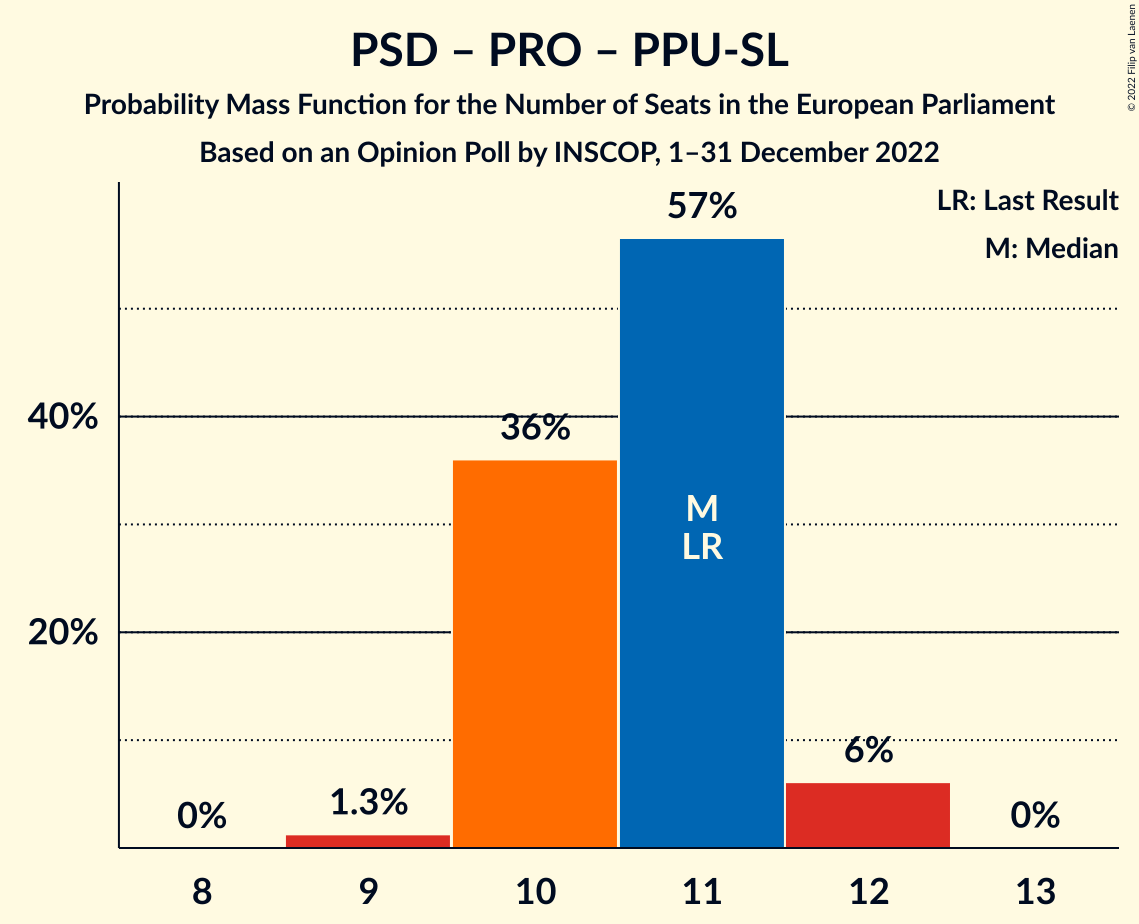 PSD – PRO – PPU-SL
Probability Mass Function for the Number of Seats in the European Parliament
Based on an Opinion Poll by INSCOP, 1–31 December 2022
© 2022 Filip van Laenen
LR: Last Result
M: Median
57%
40%
36%
M
LR
20%
6%
1.3%
0%
0%
8 9 10 11 12 13